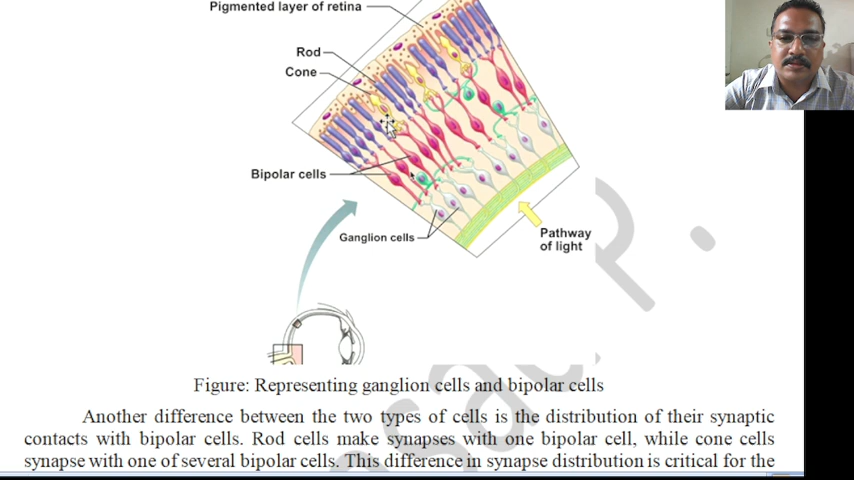 Pigmented layer of retina
Rod
Cone
Bipolar cells
Ganglion cells
Pathway
of light
Figure: Representing ganglion cells and bipolar cells
Another difference between the two types of cells is the distribution of their synaptic
contacts with bipolar cells. Rod cells make synapses with one bipolar cell, while cone cells
synapse with one of several bipolar cells. This difference in synapse distribution is critical for the